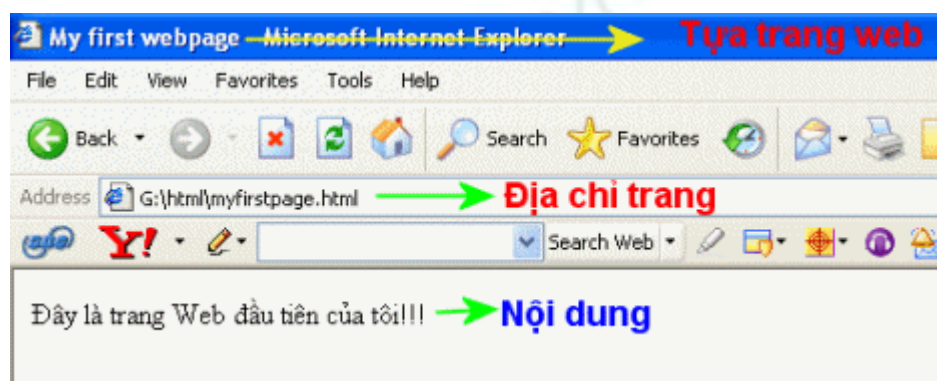 My first webpage - Microsoft Internet Explorer Tựa trang web
File Edit View Favorites Tools Help
Back Search Favorites
Address G:\html\myfirstpage.html Địa chỉ trang
Y! Search Web
Đây là trang Web đầu tiên của tôi!!! Nội dung